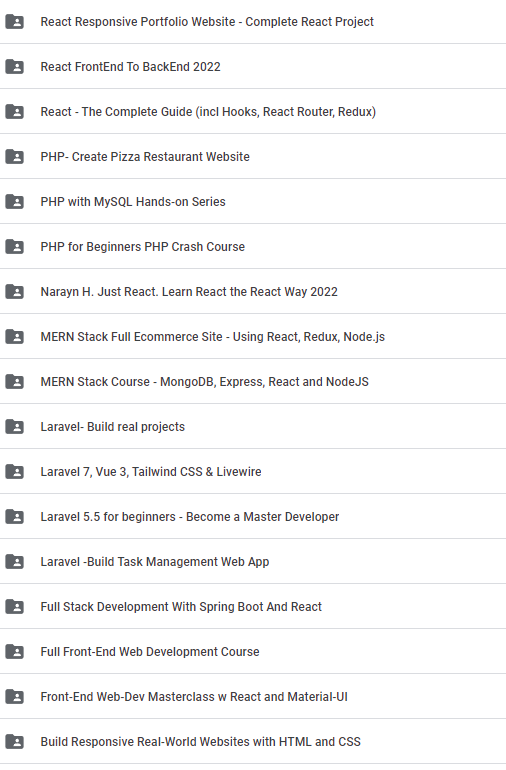 React Responsive Portfolio Website - Complete React Project
React FrontEnd To BackEnd 2022
React - The Complete Guide (incl Hooks, React Router, Redux)
PHP- Create Pizza Restaurant Website
PHP with MySQL Hands-on Series
PHP for Beginners PHP Crash Course
Narayn H. Just React. Learn React the React Way 2022
MERN Stack Full Ecommerce Site - Using React, Redux, Node.js
MERN Stack Course - MongoDB, Express, React and NodeJS
Laravel- Build real projects
Laravel 7, Vue 3, Tailwind CSS & Livewire
Laravel 5.5 for beginners - Become a Master Developer
Laravel -Build Task Management Web App
Full Stack Development With Spring Boot And React
Full Front-End Web Development Course
Front-End Web-Dev Masterclass w React and Material-UI
Build Responsive Real-World Websites with HTML and CSS